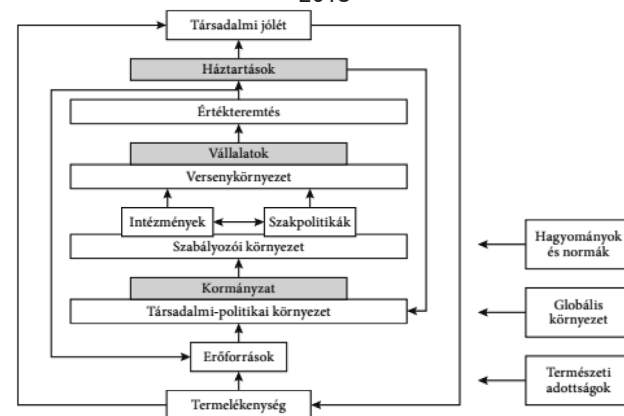 Társadalmi jólét
Háztartások
Értékteremtés
Vállalatok
Versenykörnyezet
Intézmények
Szakpolitikák
Szabályozói környezet
Kormányzat
Társadalmi-politikai környezet
Erőforrások
Termelékenység
Hagyományok
és normák
Globális
környezet
Természeti
adottságok